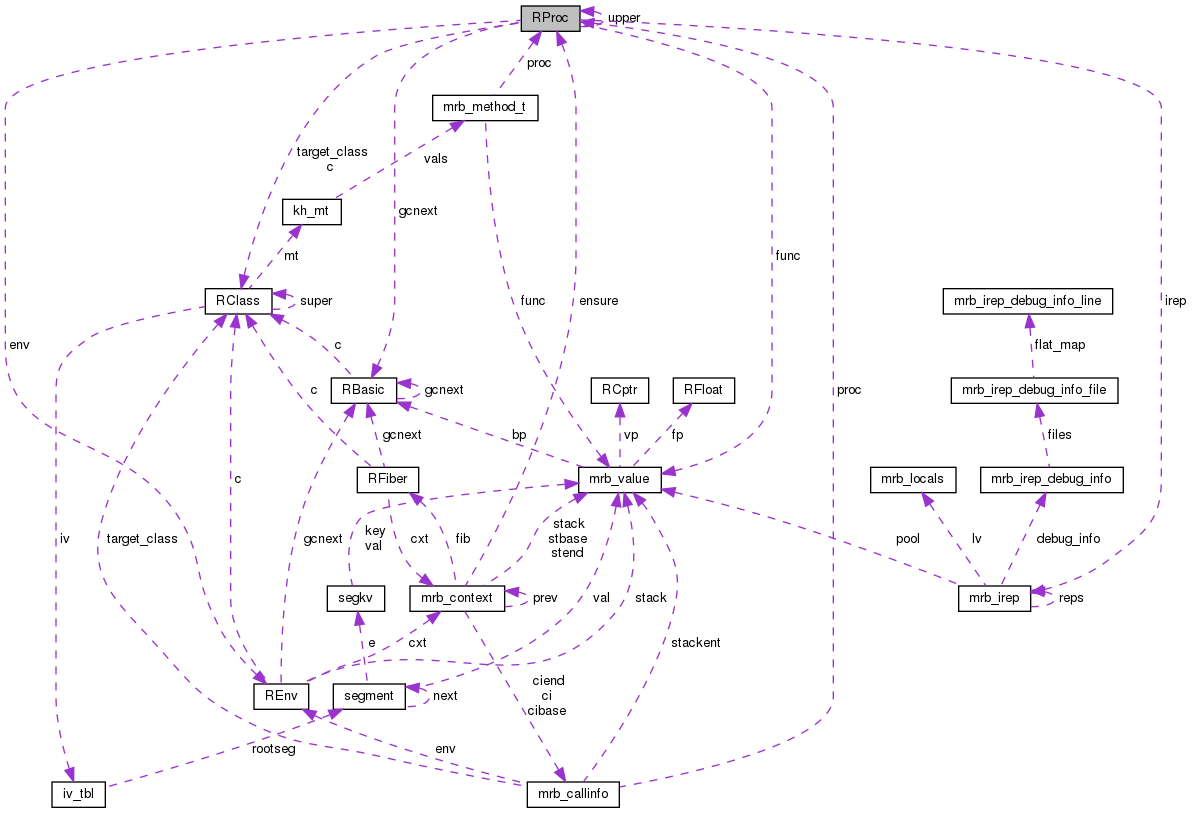 RProc
upper
proc
mrb_method_t
target_class
c
vals
kh_mt
gcnext
mt
func
RClass
super
func
ensure
irep
mrb_irep_debug_info_line
env
c
flat_map
RBasic
gcnext
c
RCptr
RFloat
proc
mrb_irep_debug_info_file
gcnext
bp
vp
fp
files
RFiber
mrb_value
mrb_locals
mrb_irep_debug_info
c
iv
target_class
gcnext
key
val
cxt
fib
stack
stbase
stend
pool
lv
debug_info
segkv
mrb_context
prev
val
stack
mrb_irep
reps
e
cxt
stackent
REnv
segment
next
ciend
ci
cibase
rootseg
env
iv_tbl
mrb_callinfo